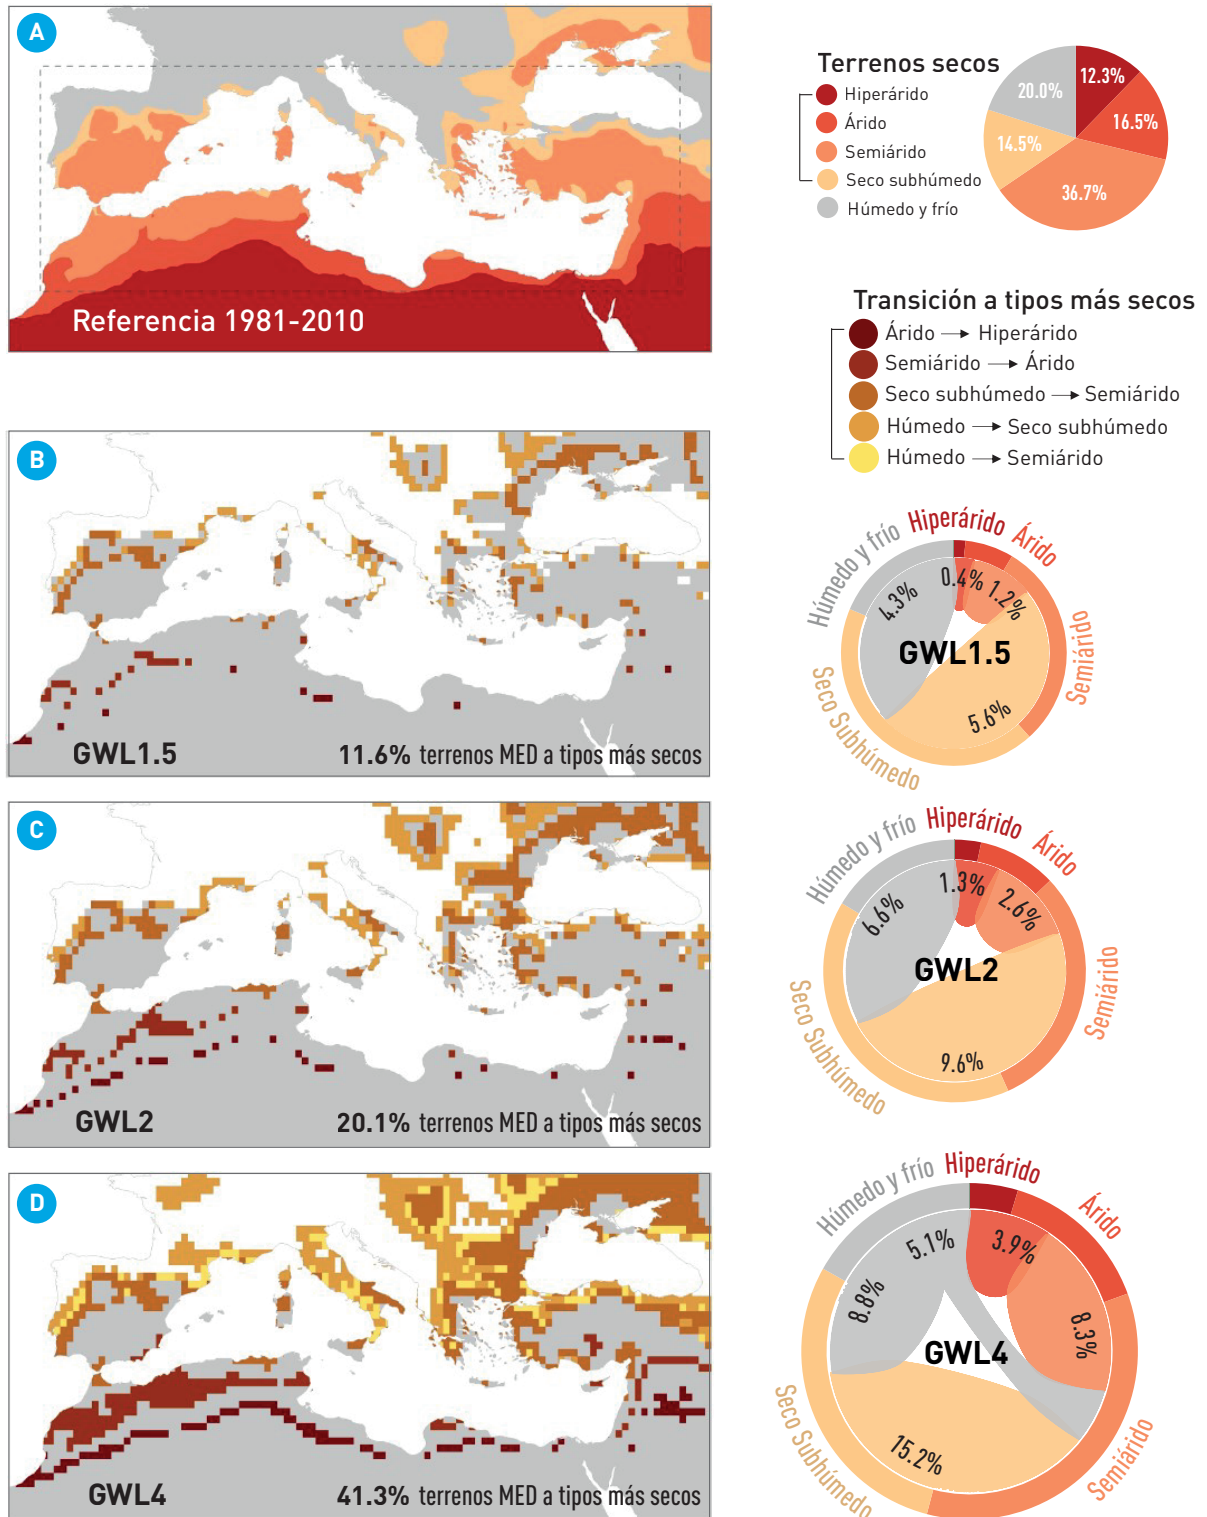 A
Referencia 1981-2010
Terrenos secos
Hiperárido
Árido
Semiárido
Seco subhúmedo
Húmedo y frío
12.3%
16.5%
36.7%
14.5%
20.0%
Transición a tipos más secos
Árido → Hiperárido
Semiárido → Árido
Seco subhúmedo → Semiárido
Húmedo → Seco subhúmedo
Húmedo → Semiárido
B
GWL1.5
11.6% terrenos MED a tipos más secos
Húmedo y frío
Hiperárido
Árido
Semiárido
Seco Subhúmedo
4.3%
0.4%
1.2%
5.6%
GWL1.5
C
GWL2
20.1% terrenos MED a tipos más secos
Húmedo y frío
Hiperárido
Árido
Semiárido
Seco Subhúmedo
6.6%
1.3%
2.6%
9.6%
GWL2
D
GWL4
41.3% terrenos MED a tipos más secos
Húmedo y frío
Hiperárido
Árido
Semiárido
Seco Subhúmedo
8.8%
5.1%
3.9%
8.3%
15.2%
GWL4